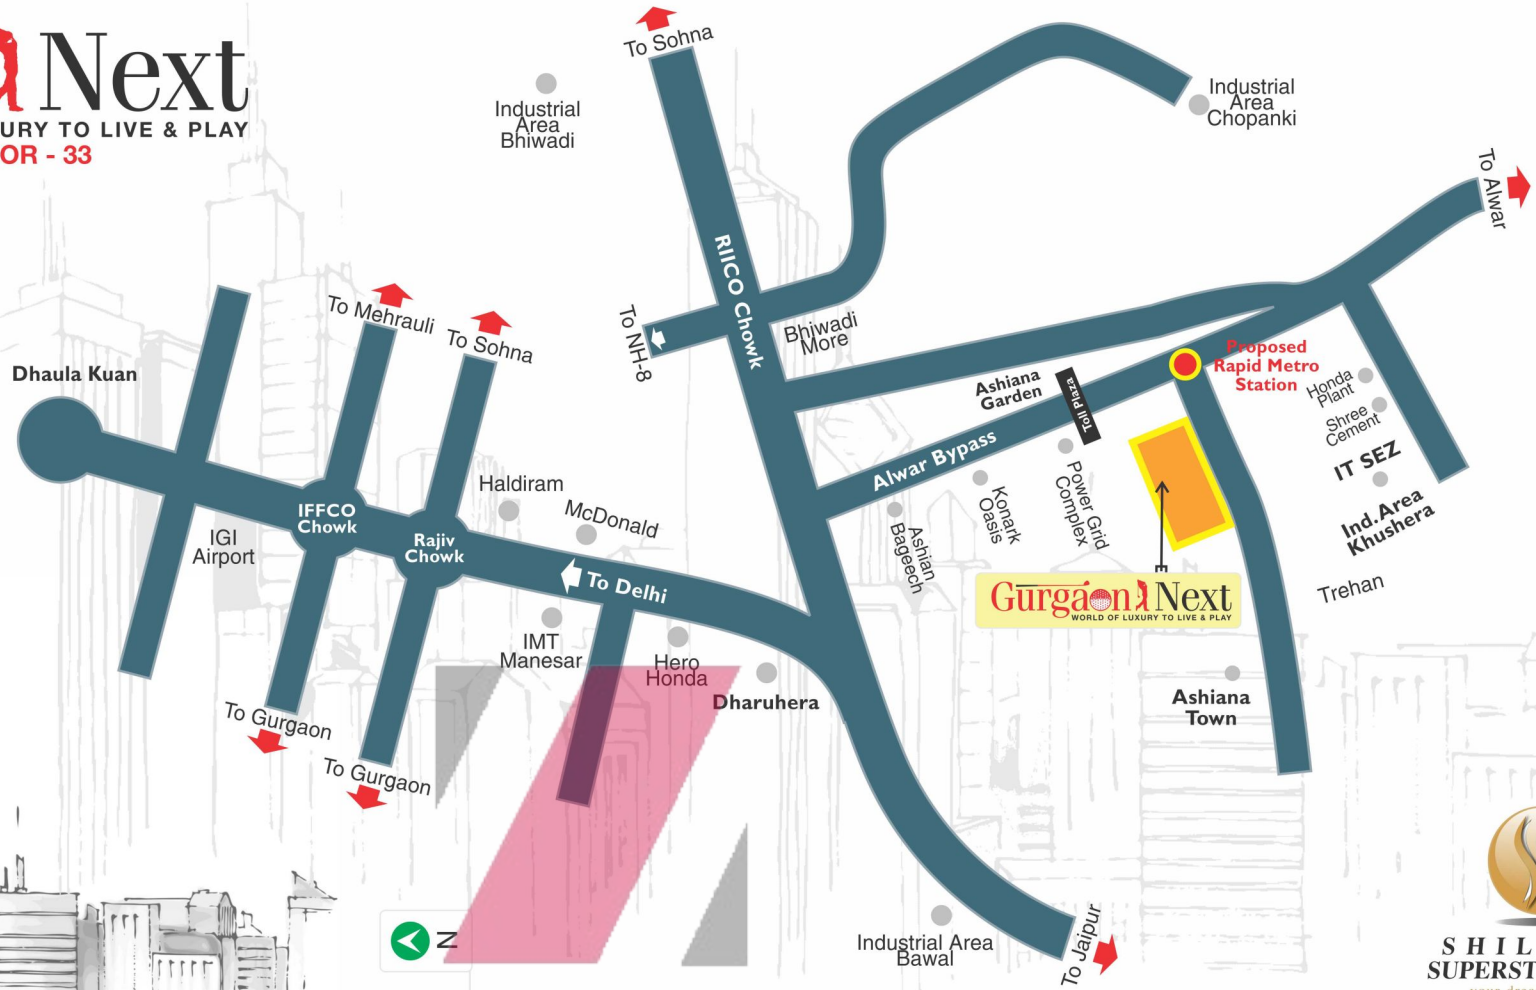 Next
URY TO LIVE & PLAY
OR - 33
To Sohna
Industrial
Area
Bhiwadi
Industrial
Area
Chopanki
To Alwar
RIICO Chowk
To NH-8
Bhiwadi
More
To Mehrauli
To Sohna
Dhaula Kuan
Proposed
Rapid Metro
Station
Ashiana
Garden
Toll Plaza
Honda
Plant
Shree
Cement
IT SEZ
Ind.Area
Khushera
Trehan
Alwar Bypass
Konark
Oasis
Power Grid
Complex
Ashian
Bageech
Haldiram
McDonald
IFFCO
Chowk
Rajiv
Chowk
IGI
Airport
To Delhi
Gurgaon Next
WORLD OF LUXURY TO LIVE & PLAY
IMT
Manesar
Hero
Honda
Dharuhera
Ashiana
Town
To Gurgaon
To Gurgaon
N
Industrial Area
Bawal
To Jaipur
SHIL
SUPERST